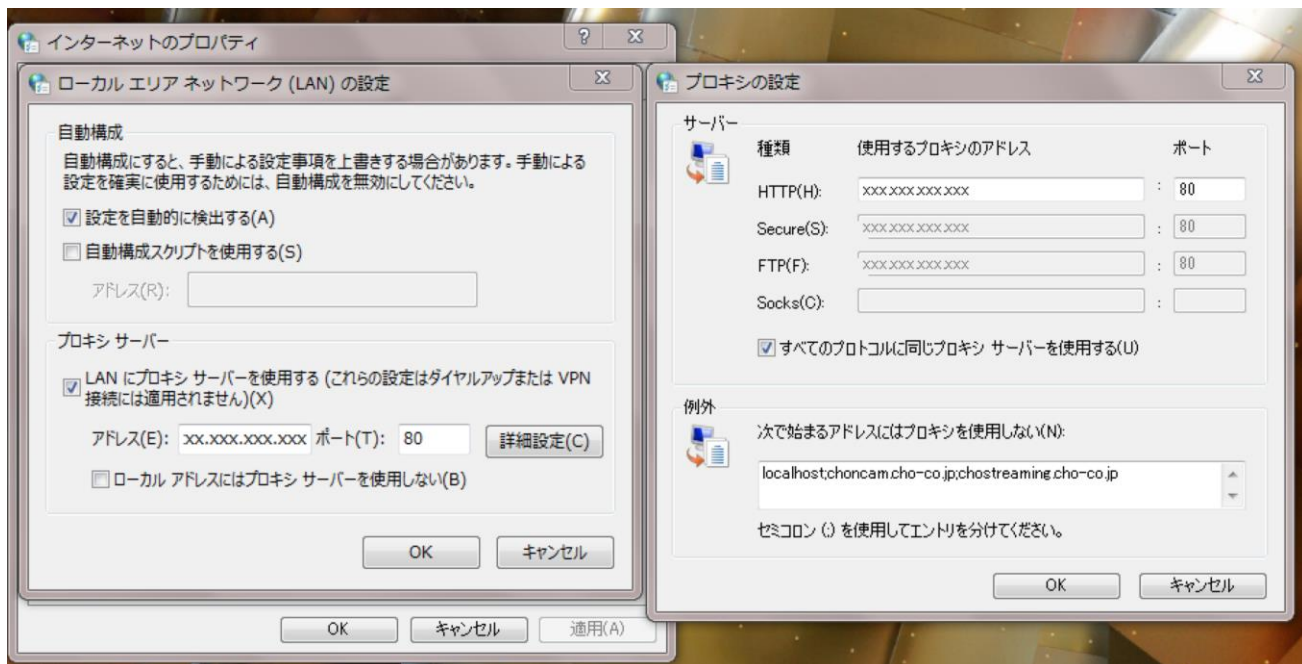 インターネットのプロパティ
ローカル エリア ネットワーク (LAN) の設定
自動構成
自動構成にすると、手動による設定事項を上書きする場合があります。手動による
設定を確実に使用するためには、自動構成を無効にしてください。
設定を自動的に検出する(A)
自動構成スクリプトを使用する(S)
アドレス(R):
プロキシ サーバー
LAN にプロキシ サーバーを使用する (これらの設定はダイヤルアップまたは VPN
接続には適用されません)(X)
アドレス(E): xx.xxx.xxx.xxx ポート(T): 80 詳細設定(C)
ローカル アドレスにはプロキシ サーバーを使用しない(B)
OK キャンセル
OK キャンセル 適用(A)
プロキシの設定
サーバー
種類 使用するプロキシのアドレス ポート
HTTP(H): xxx.xxx.xxx.xxx : 80
Secure(S): xxx.xxx.xxx.xxx : 80
FTP(F): xxx.xxx.xxx.xxx : 80
Socks(C): :
すべてのプロトコルに同じプロキシ サーバーを使用する(U)
例外
次で始まるアドレスにはプロキシを使用しない(N):
localhost;choncam.cho-co.jp;chostreaming.cho-co.jp
セミコロン (;) を使用してエントリを分けてください。
OK キャンセル